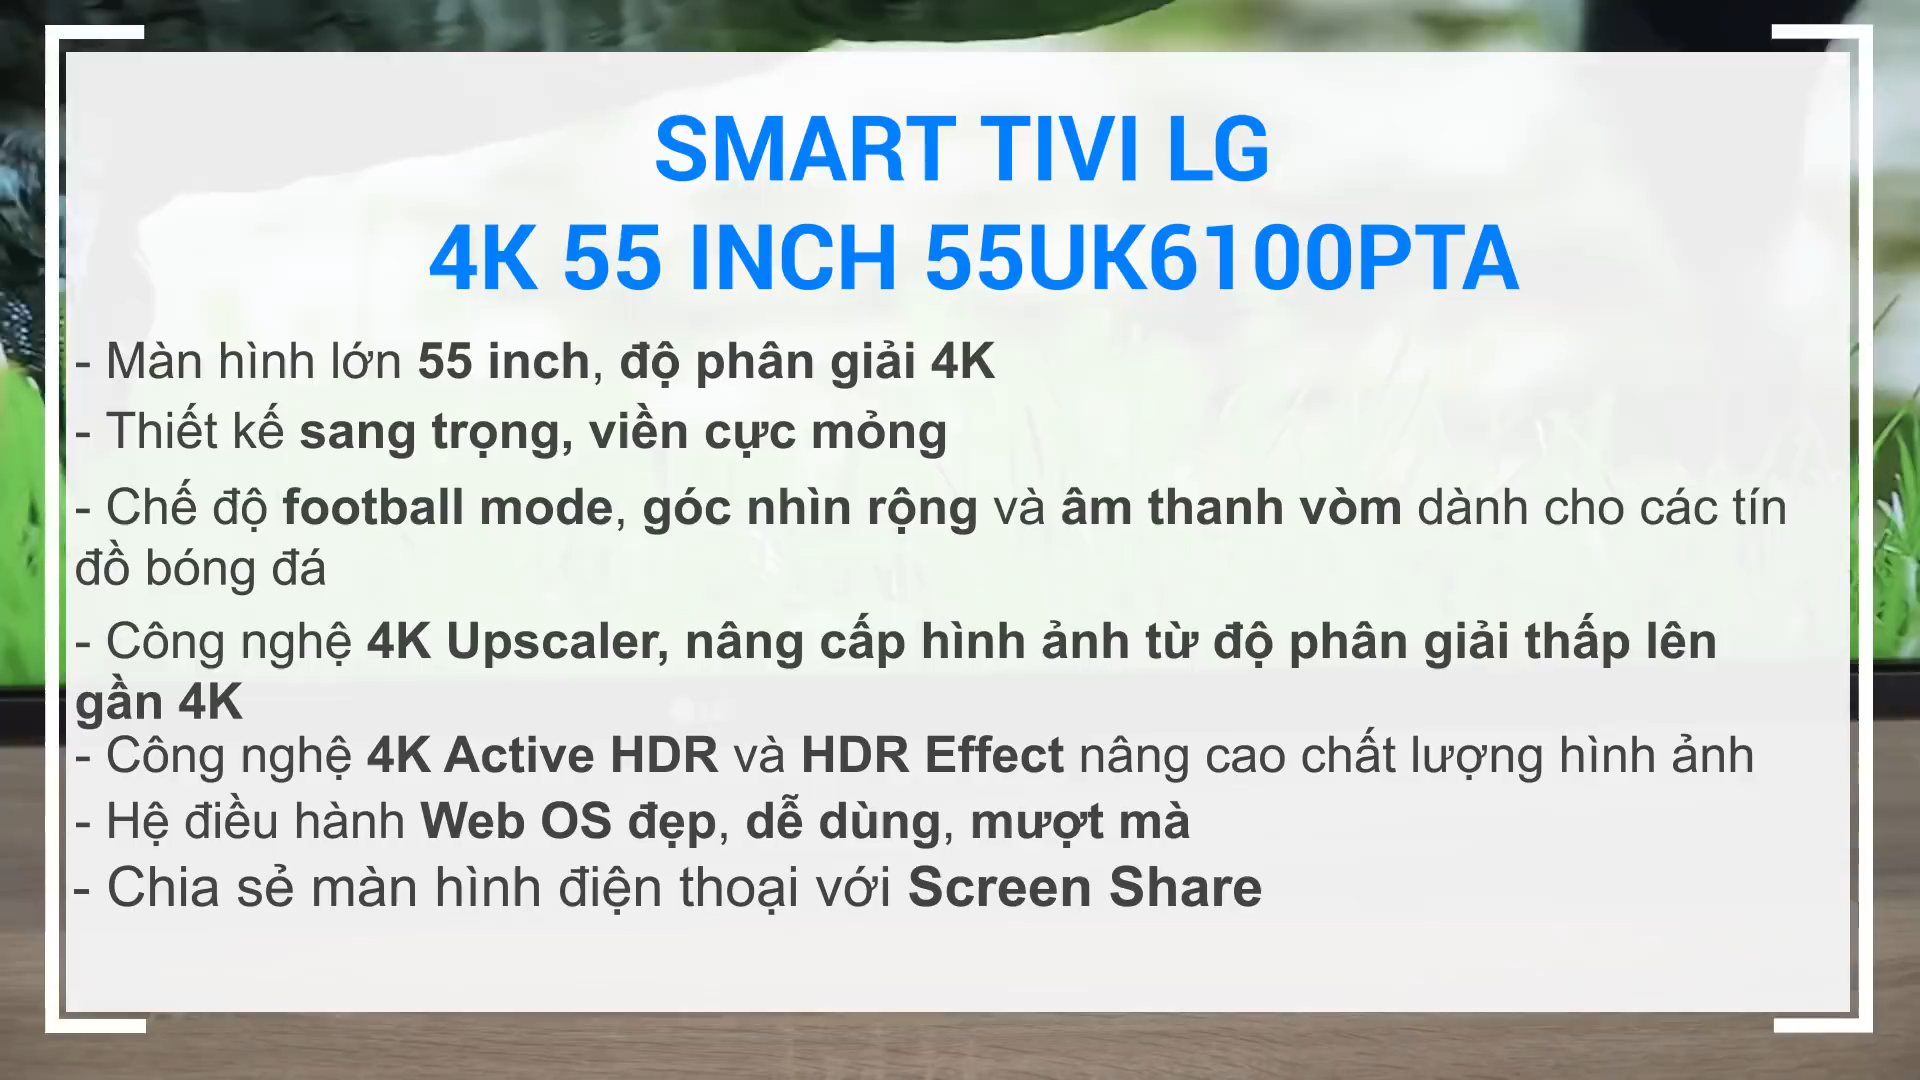 SMART TIVI LG
4K 55 INCH 55UK6100PTA
- Màn hình lớn 55 inch, độ phân giải 4K
- Thiết kế sang trọng, viền cực mỏng
- Chế độ football mode, góc nhìn rộng và âm thanh vòm dành cho các tín
đồ bóng đá
- Công nghệ 4K Upscaler, nâng cấp hình ảnh từ độ phân giải thấp lên
gần 4K
- Công nghệ 4K Active HDR và HDR Effect nâng cao chất lượng hình ảnh
- Hệ điều hành Web OS đẹp, dễ dùng, mượt mà
- Chia sẻ màn hình điện thoại với Screen Share